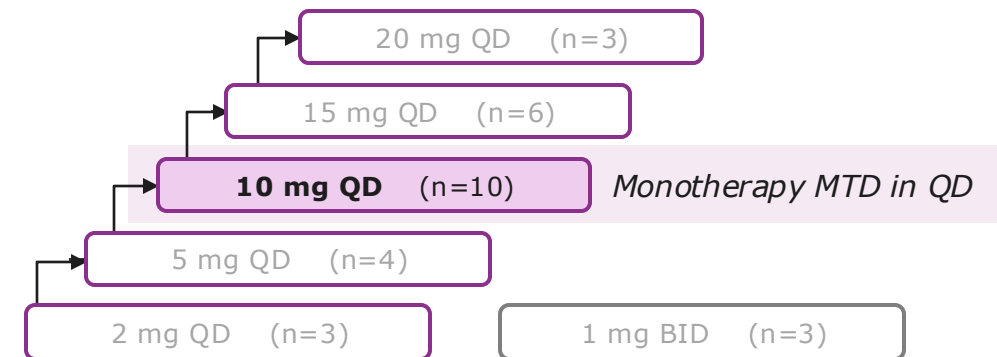 20 mg QD (n=3)
15 mg QD (n=6)
10 mg QD (n=10) Monotherapy MTD in QD
5 mg QD (n=4)
2 mg QD (n=3) 1 mg BID (n=3)